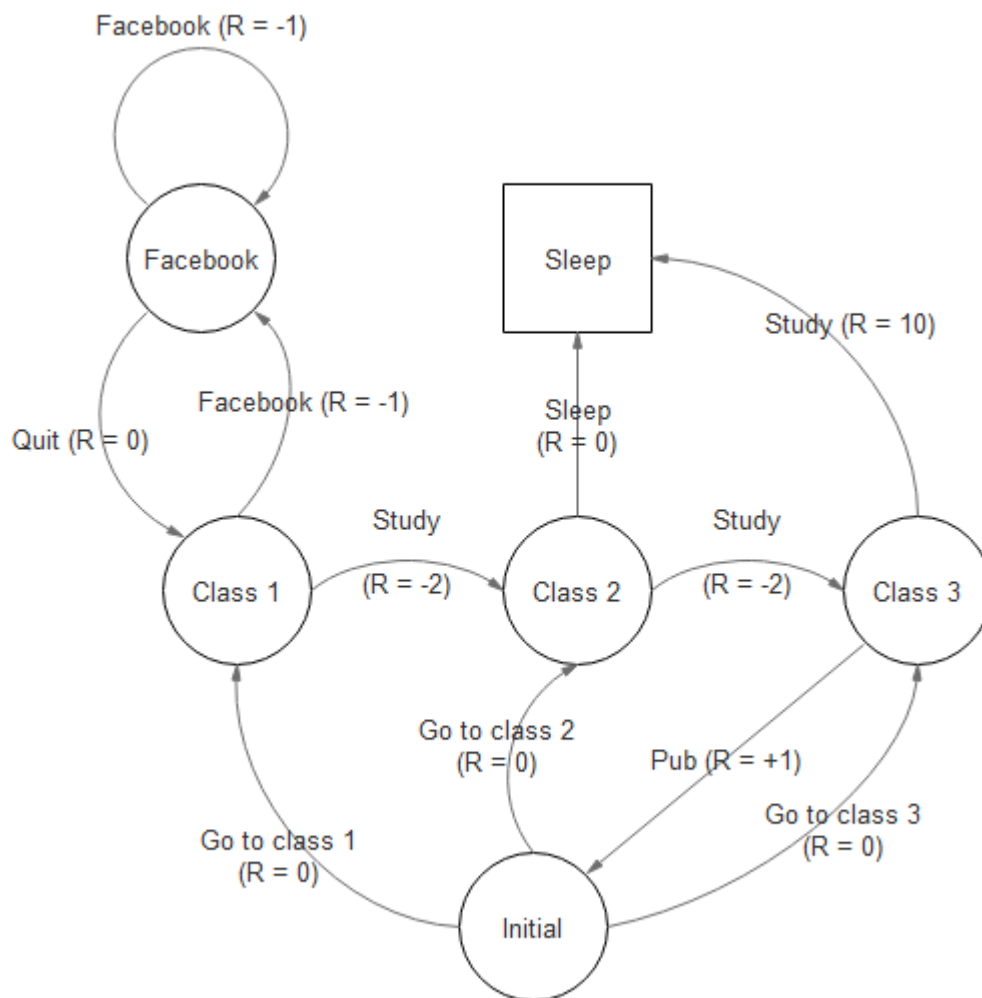 Facebook (R = -1)
Facebook
Sleep
Study (R = 10)
Facebook (R = -1)
Sleep
(R = 0)
Quit (R = 0)
Study
(R = -2)
Study
(R = -2)
Class 1
Class 2
Class 3
Go to class 2
(R = 0)
Pub (R = +1)
Go to class 1
(R = 0)
Go to class 3
(R = 0)
Initial